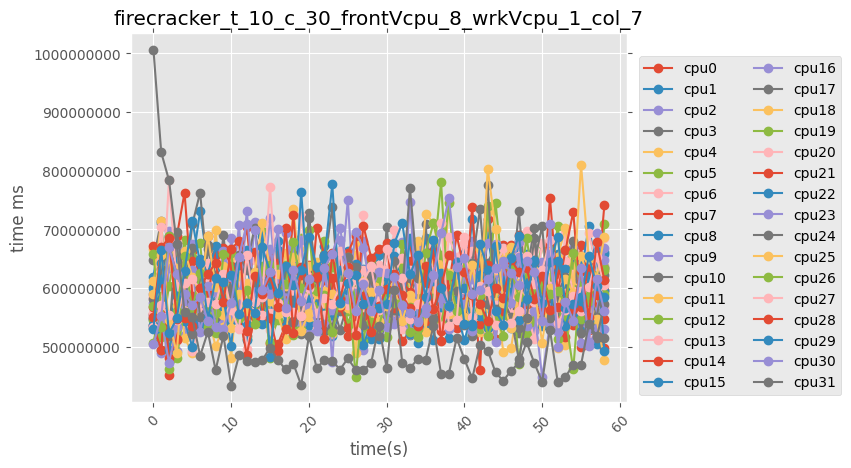 firecracker_t_10_c_30_frontVcpu_8_wrkVcpu_1_col_7
time ms
1000000000
900000000
800000000
700000000
600000000
500000000
0
10
20
30
40
50
60
time(s)
cpu0
cpu1
cpu2
cpu3
cpu4
cpu5
cpu6
cpu7
cpu8
cpu9
cpu10
cpu11
cpu12
cpu13
cpu14
cpu15
cpu16
cpu17
cpu18
cpu19
cpu20
cpu21
cpu22
cpu23
cpu24
cpu25
cpu26
cpu27
cpu28
cpu29
cpu30
cpu31